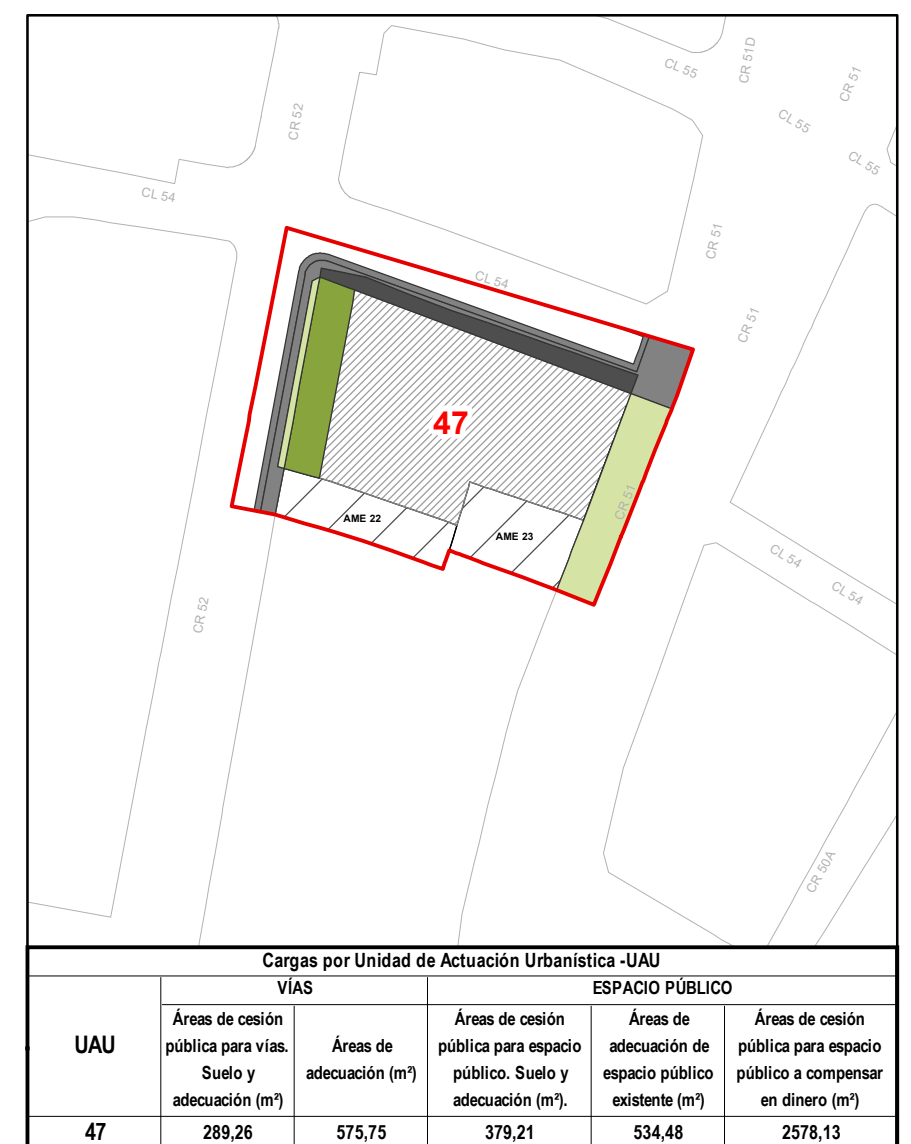 CL 55
CR 51D
CR 51
CR 52
CL 55
CL 55
CL 54
CR 51
CL 54
CR 51
47
CR 51
AME 22
AME 23
CL 54
CL 54
CR 52
CR 50A
Cargas por Unidad de Actuación Urbanística -UAU
VÍAS
ESPACIO PÚBLICO
UAU
Áreas de cesión
pública para vías.
Suelo y
adecuación (m²)
Áreas de
adecuación (m²)
Áreas de cesión
pública para espacio
público. Suelo y
adecuación (m²).
Áreas de
adecuación de
espacio público
existente (m²)
Áreas de cesión
pública para espacio
público a compensar
en dinero (m²)
47 289,26 575,75 379,21 534,48 2578,13